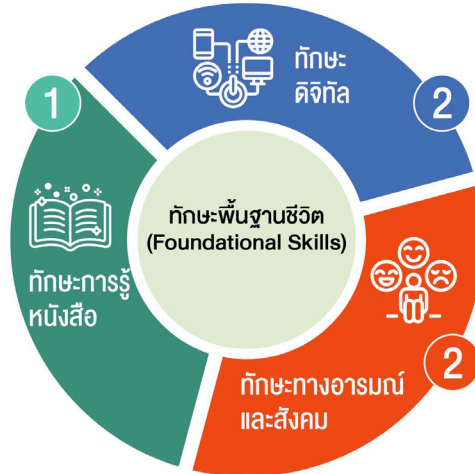 1
ทักษะ
ดิจิทัล
2
ทักษะพื้นฐานชีวิต
(Foundational Skills)
ทักษะการรู้
หนังสือ
ทักษะทางอารมณ์
และสังคม
2